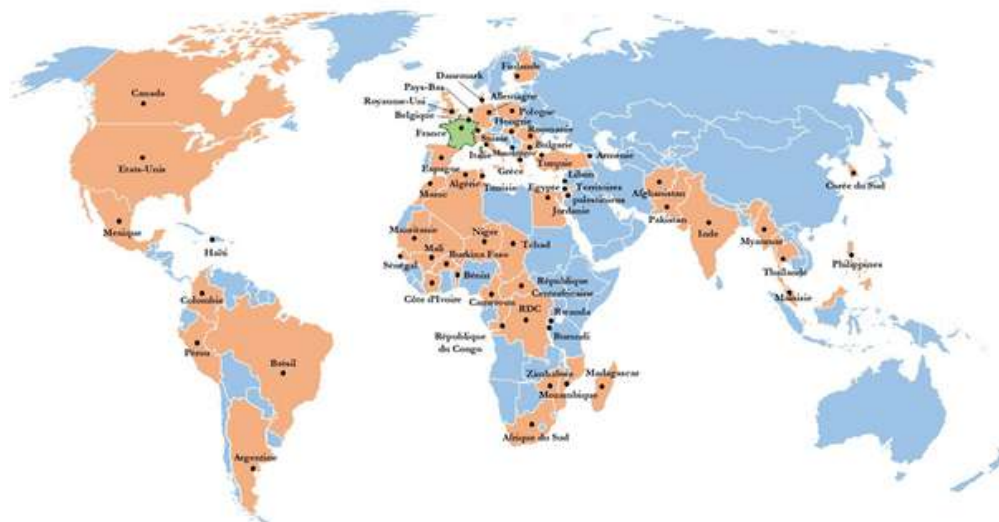 Canada
Etats-Unis
Mexique
Haïti
Colombie
Pérou
Brésil
Argentine
Finlande
Danemark
Pays-Bas
Allemagne
Royaume-Uni
Pologne
Belgique
Hongrie
France
Suisse
Roumanie
Bulgarie
Italie
Espagne
Grèce
Turquie
Arménie
Maroc
Algérie
Tunisie
Egypte
Liban
Territoires
palestiniens
Jordanie
Afghanistan
Pakistan
Inde
Myanmar
Thaïlande
Malaisie
Philippines
Corée du Sud
Mauritanie
Mali
Niger
Tchad
Sénégal
Burkina Faso
Bénin
Côte d'Ivoire
Cameroun
République
Centrafricaine
RDC
Rwanda
Burundi
République
du Congo
Zimbabwe
Mozambique
Madagascar
Afrique du Sud